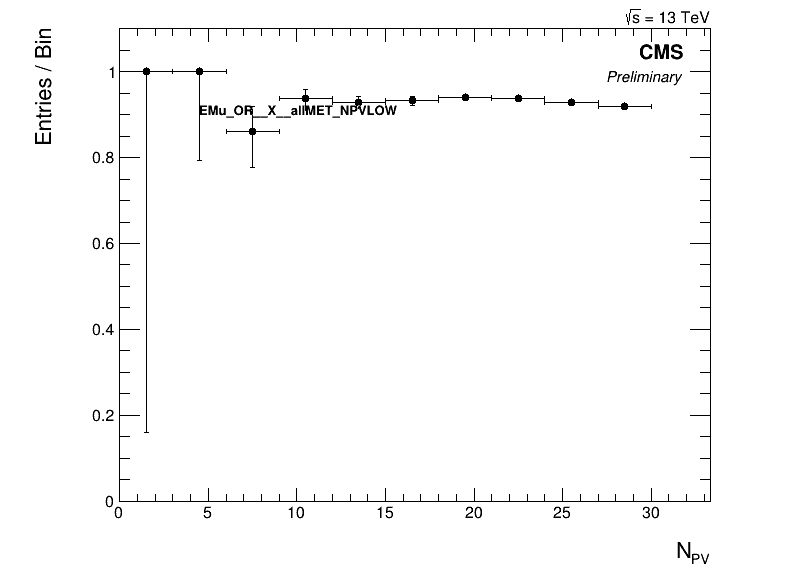 √s = 13 TeV
CMS
Preliminary
Entries / Bin
1
0.8
0.6
0.4
0.2
0
EMu_OR__X__allMET_NPVLOW
0 5 10 15 20 25 30
N_PV